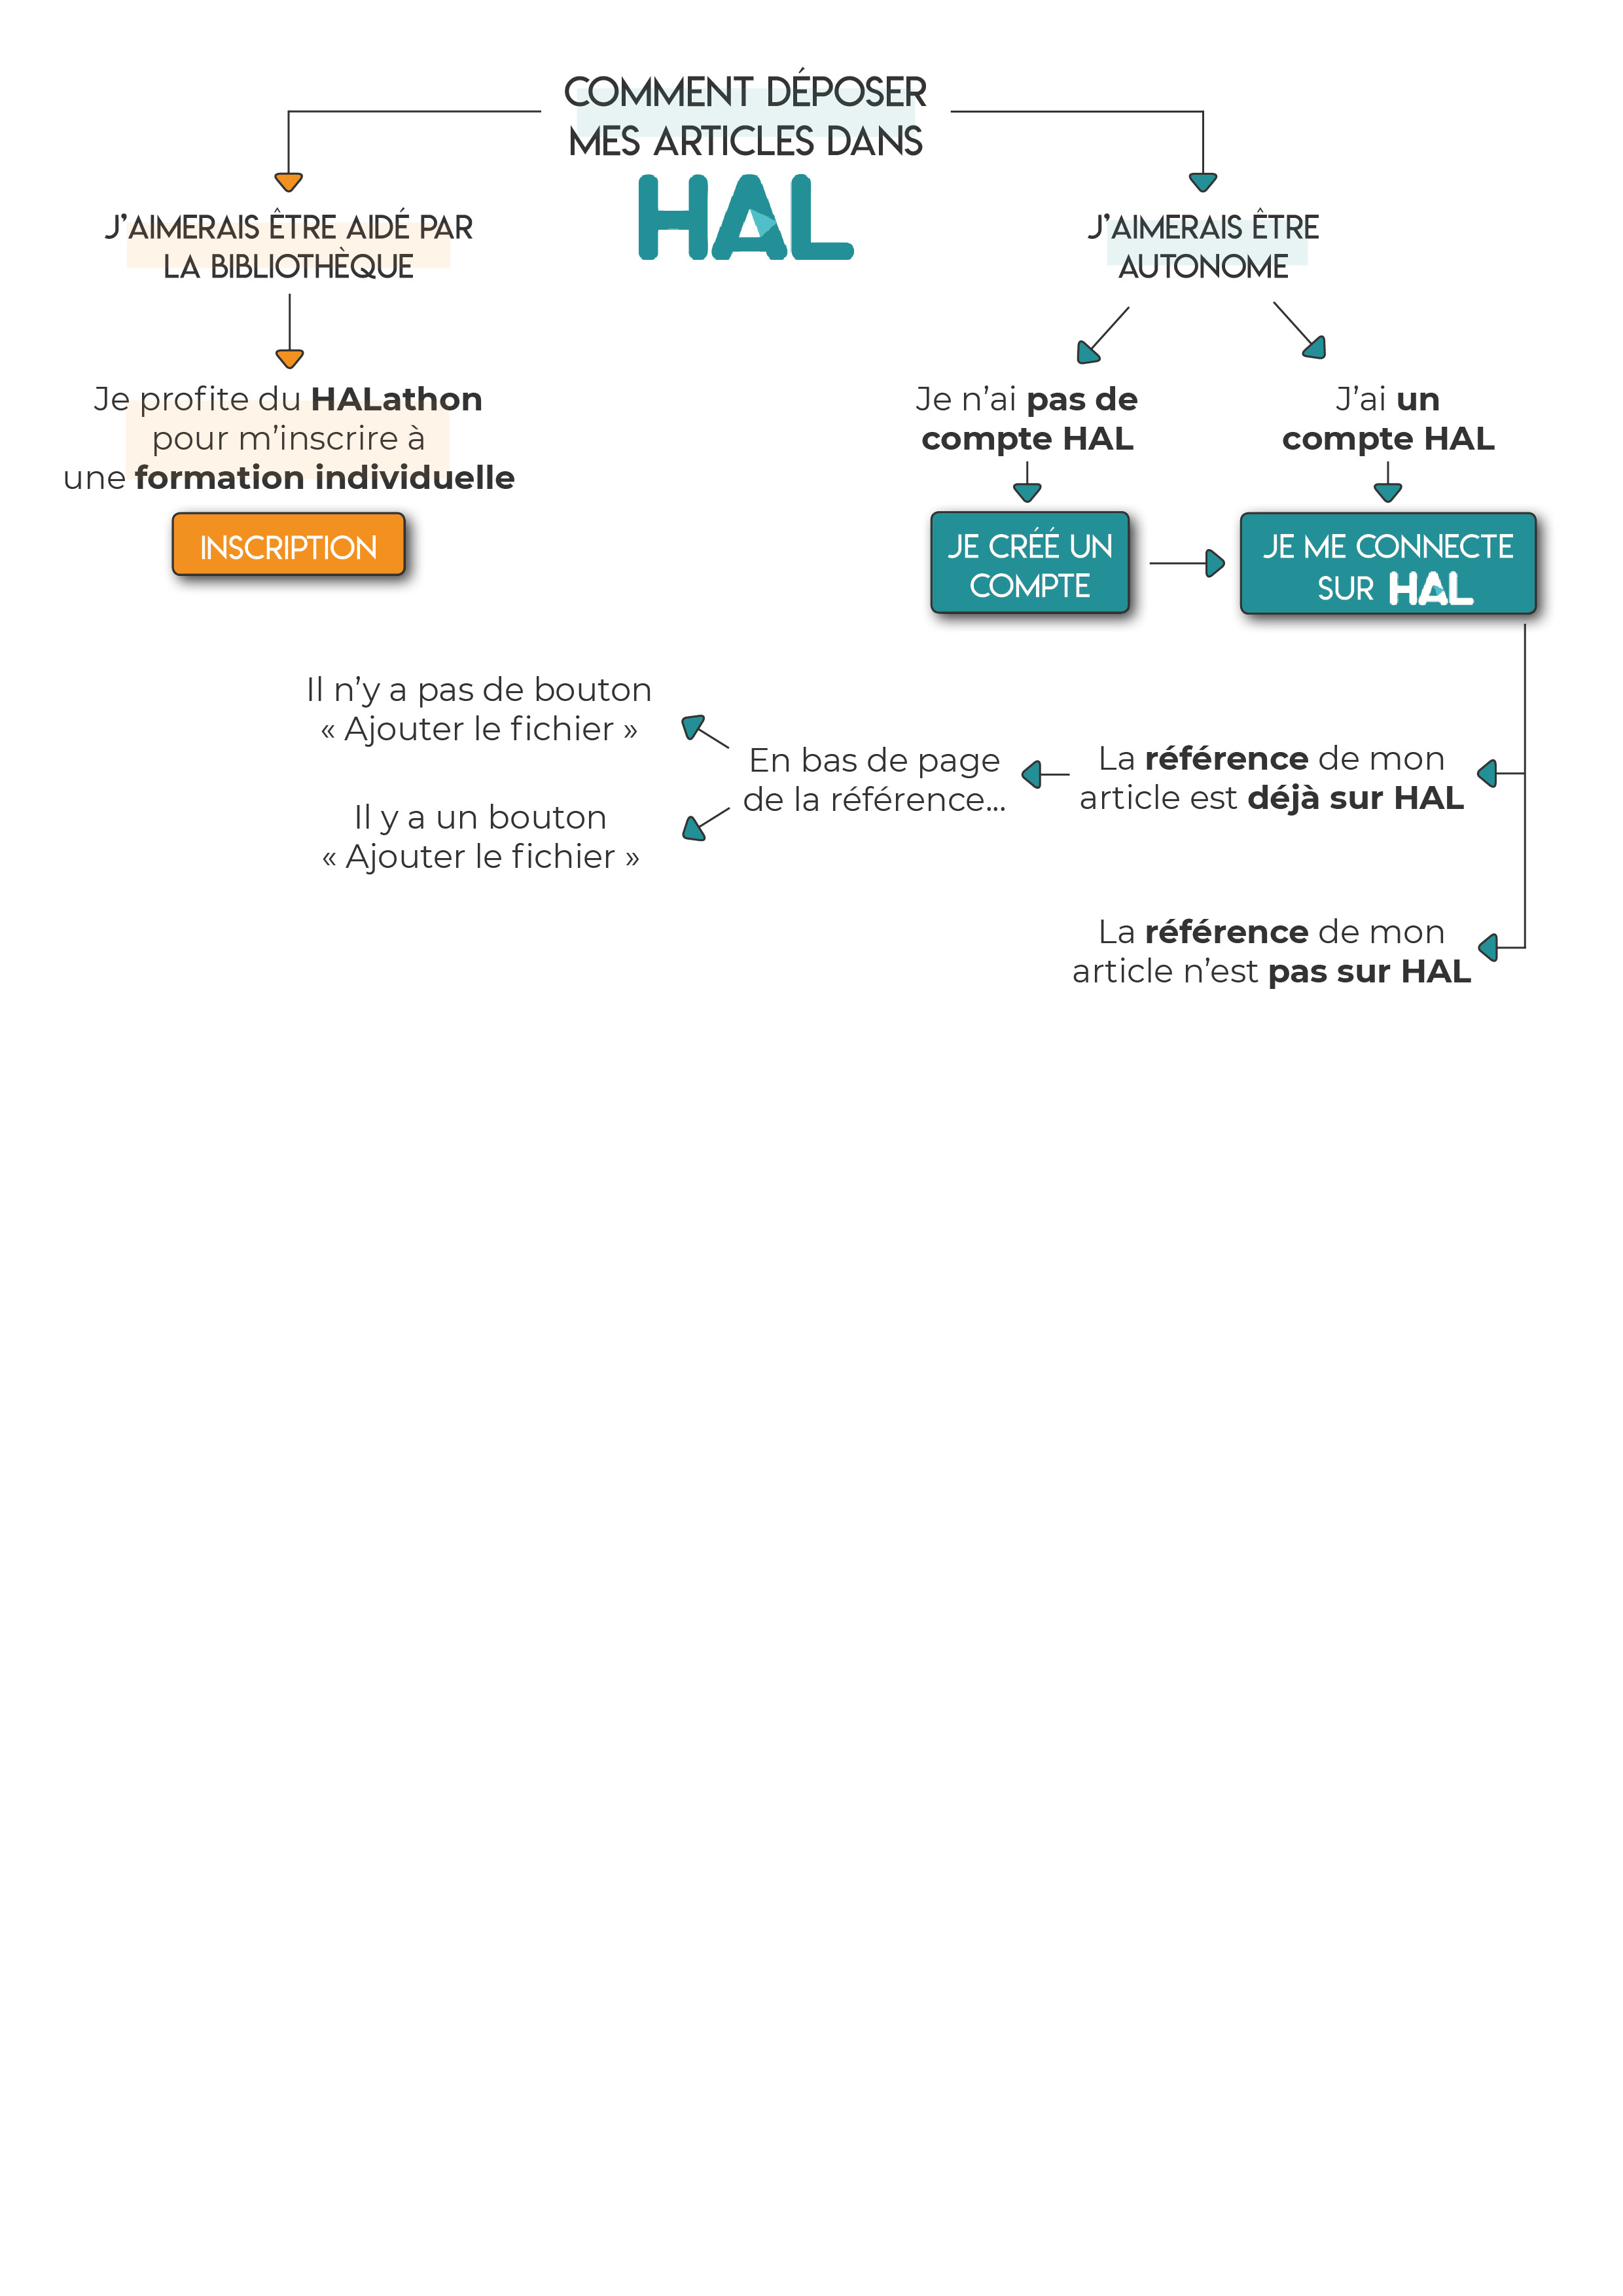 COMMENT DÉPOSER
MES ARTICLES DANS
HAL
J'AIMERAIS ÊTRE AIDÉ PAR
LA BIBLIOTHÈQUE
Je profite du HALathon
pour m'inscrire à
une formation individuelle
INSCRIPTION
J'AIMERAIS ÊTRE
AUTONOME
Je n'ai pas de
compte HAL
J'ai un
compte HAL
JE CRÉÉ UN
COMPTE
JE ME CONNECTE
SUR HAL
La référence de mon
article est déjà sur HAL
En bas de page
de la référence...
Il n'y a pas de bouton
« Ajouter le fichier »
Il y a un bouton
« Ajouter le fichier »
La référence de mon
article n'est pas sur HAL